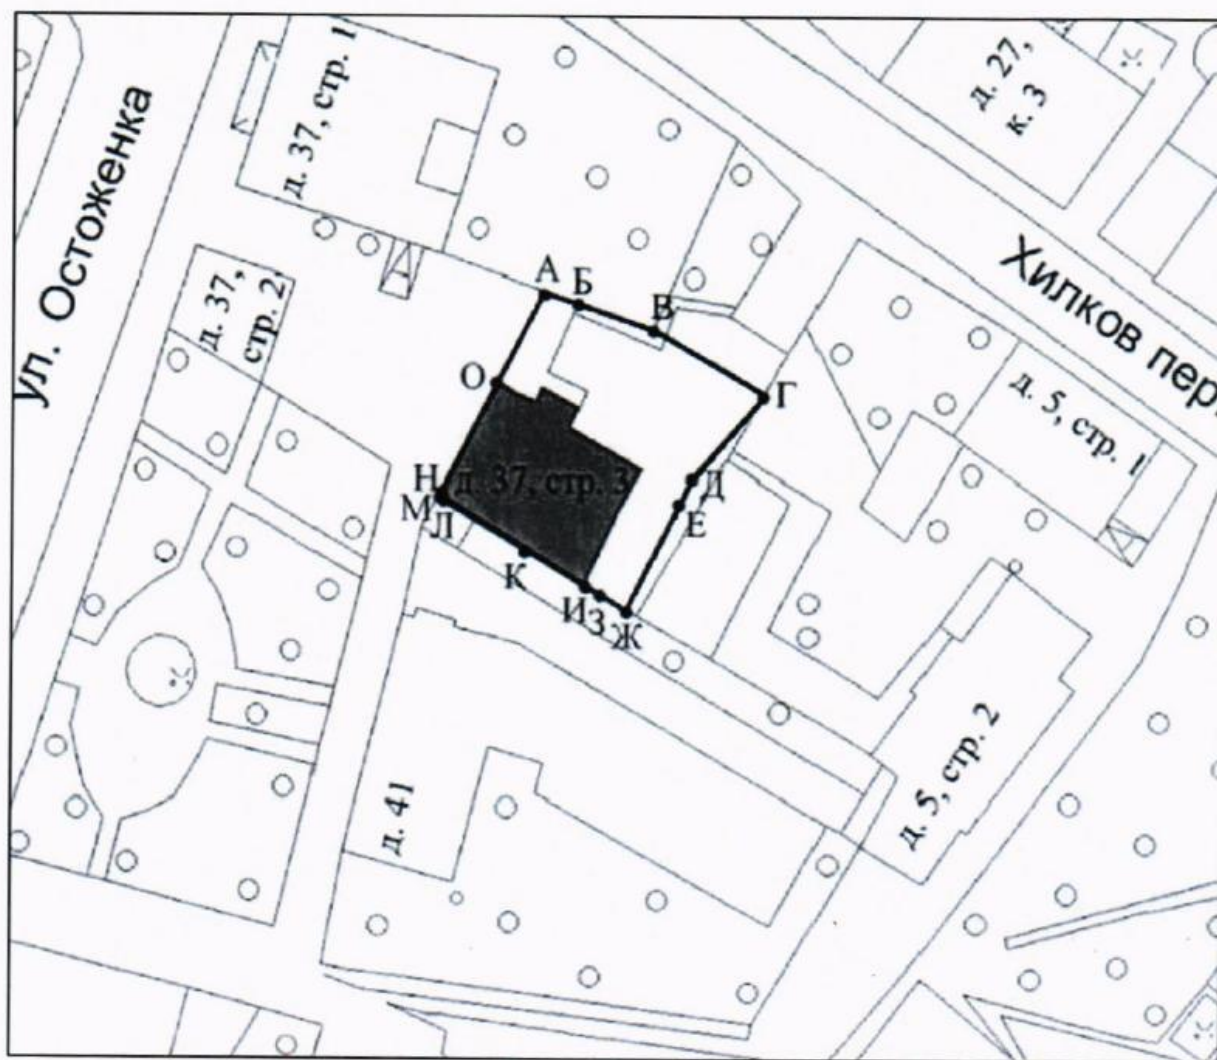 ул. Остоженка
д. 37, стр. 1
д. 27,
к. 3
Хилков пер.
д. 37,
стр. 2,
А
Б
В
Г
О
д. 5, стр. 1
Н
д. 37, стр. 3
М
Л
Д
Е
К
И
З
Ж
д. 41
д. 5, стр. 2